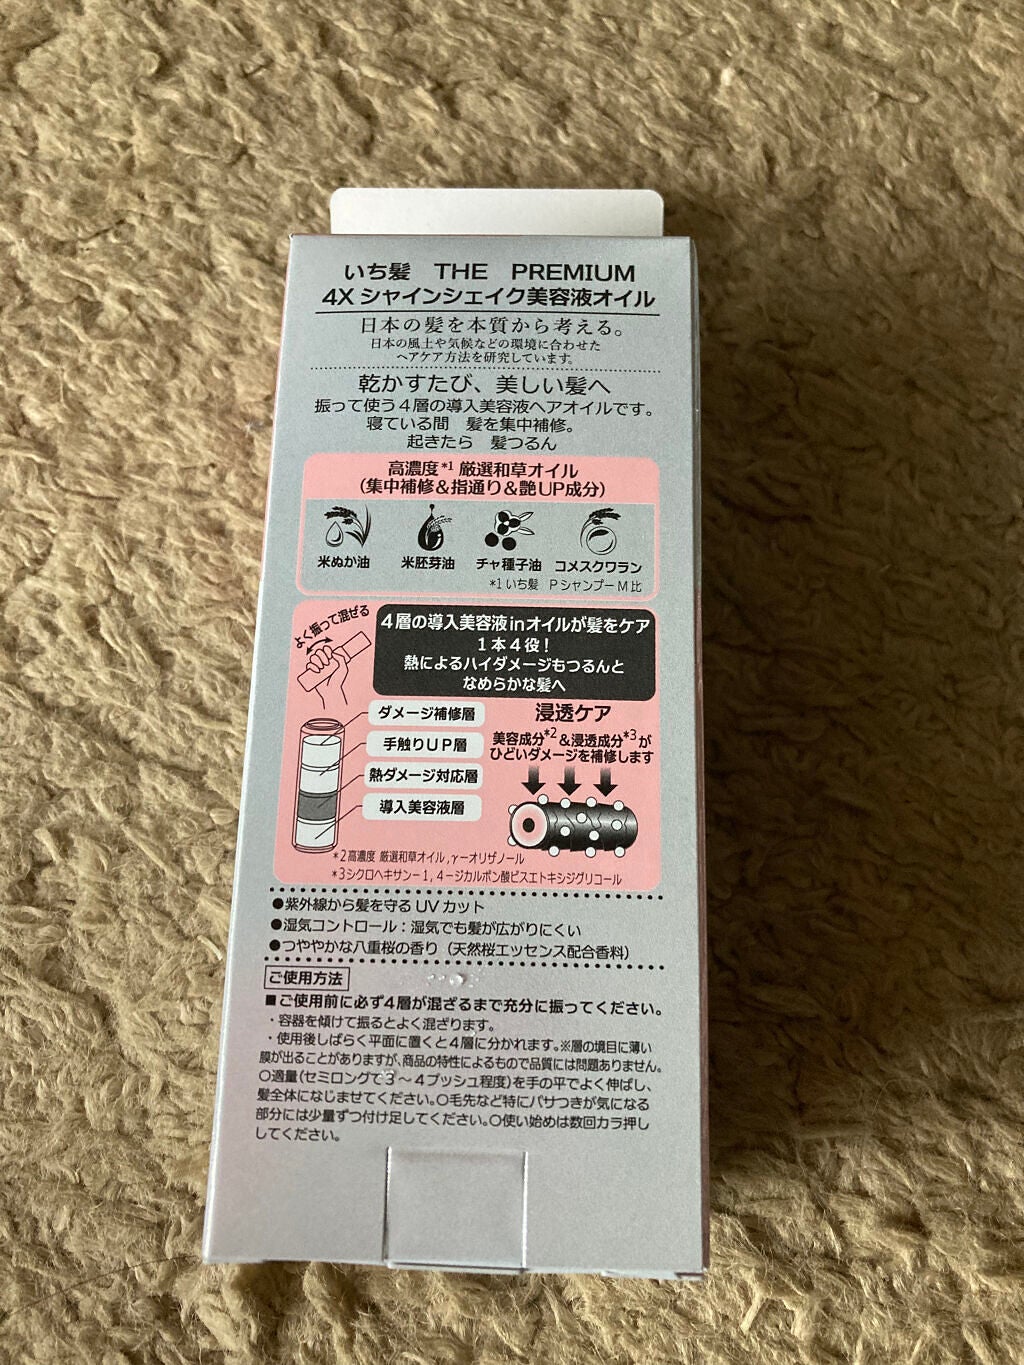 いち髪 THE PREMIUM
4X シャインシェイク美容液オイル
日本の髪を本質から考える。
日本の風土や気候などの環境に合わせた
ヘアケア方法を研究しています。
乾かすたび、美しい髪へ
振って使う4層の導入美容液ヘアオイルです。
寝ている間 髪を集中補修。
起きたら 髪つるん
高濃度*1 厳選和草オイル
(集中補修&指通り&艶UP成分)
米ぬか油 米胚芽油 チャ種子油 コメスクワラン
*1 いち髪 PシャンプーM比
よく振って混ぜる
4層の導入美容液inオイルが髪をケア
1本4役!
熱によるハイダメージもつるんと
なめらかな髪へ
ダメージ補修層
手触りUP層
熱ダメージ対応層
導入美容液層
浸透ケア
美容成分*2&浸透成分*3が
ひどいダメージを補修します
*2高濃度 厳選和草オイル,γーオリザノール
*3シクロヘキサン−1,4−ジカルボン酸ビスエトキシジグリコール
●紫外線から髪を守るUVカット
●湿気コントロール:湿気でも髪が広がりにくい
●つややかな八重桜の香り(天然桜エッセンス配合香料)
ご使用方法
■ご使用前に必ず4層が混ざるまで充分に振ってください。
・容器を傾けて振るとよく混ざります。
・使用後しばらく平面に置くと4層に分かれます。※層の境目に薄い
膜が出ることがありますが、商品の特性によるもので品質には問題ありません。
○適量(セミロングで3〜4プッシュ程度)を手の平でよく伸ばし、
髪全体になじませてください。○毛先など特にパサつきが気になる
部分には少量ずつ付け足してください。○使い始めは数回カラ押し
してください。